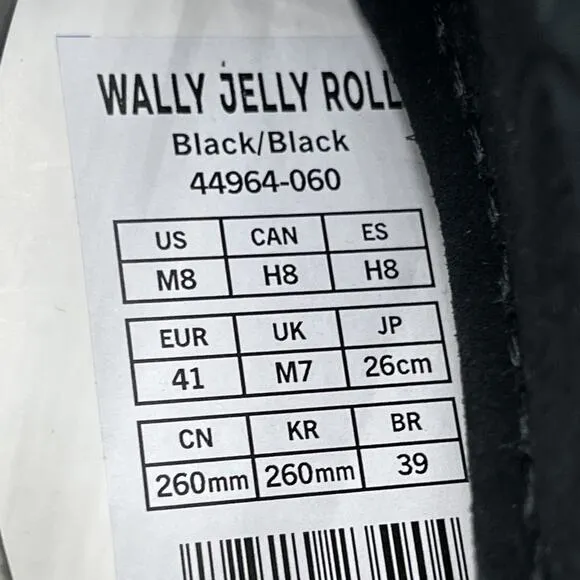 WALLY JELLY ROLL
Black/Black
44964-060
US CAN ES
M8 H8 H8
EUR UK JP
41 M7 26cm
CN KR BR
260mm 260mm 39